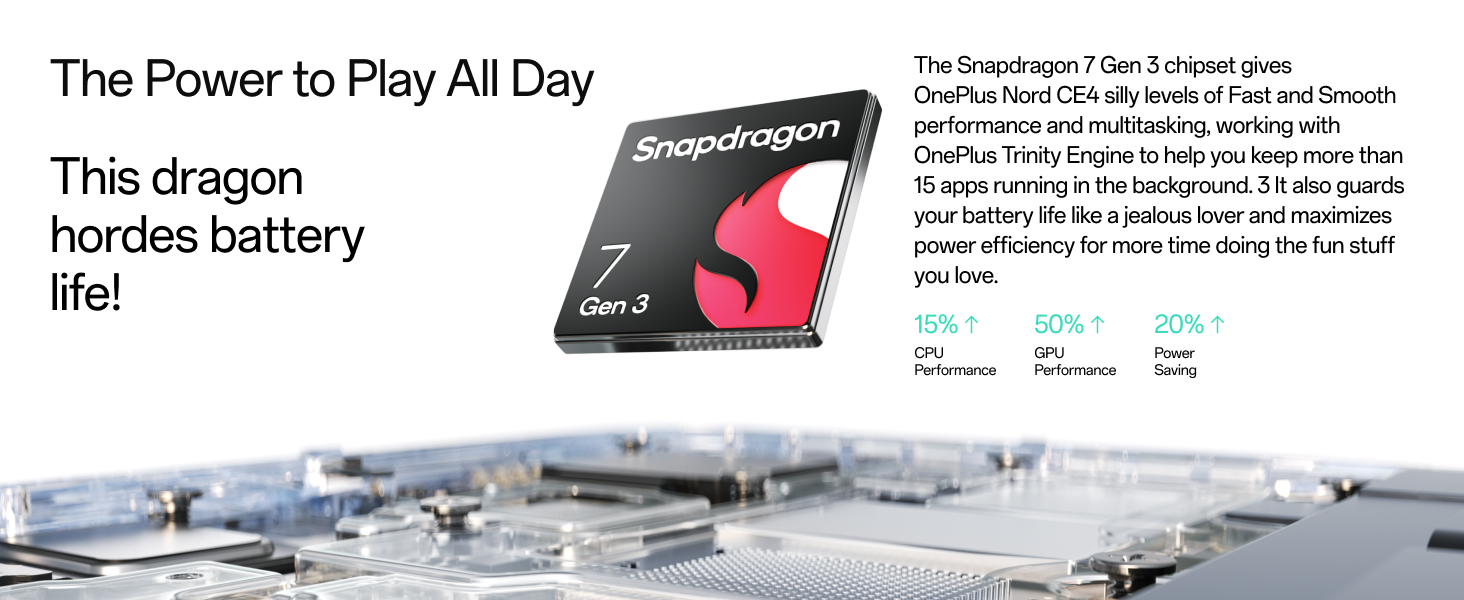 The Power to Play All Day
This dragon
hordes battery
life!
Snapdragon
7
Gen 3
The Snapdragon 7 Gen 3 chipset gives
OnePlus Nord CE4 silly levels of Fast and Smooth
performance and multitasking, working with
OnePlus Trinity Engine to help you keep more than
15 apps running in the background. 3 It also guards
your battery life like a jealous lover and maximizes
power efficiency for more time doing the fun stuff
you love.
15% ↑ 50% ↑ 20% ↑
CPU GPU Power
Performance Performance Saving